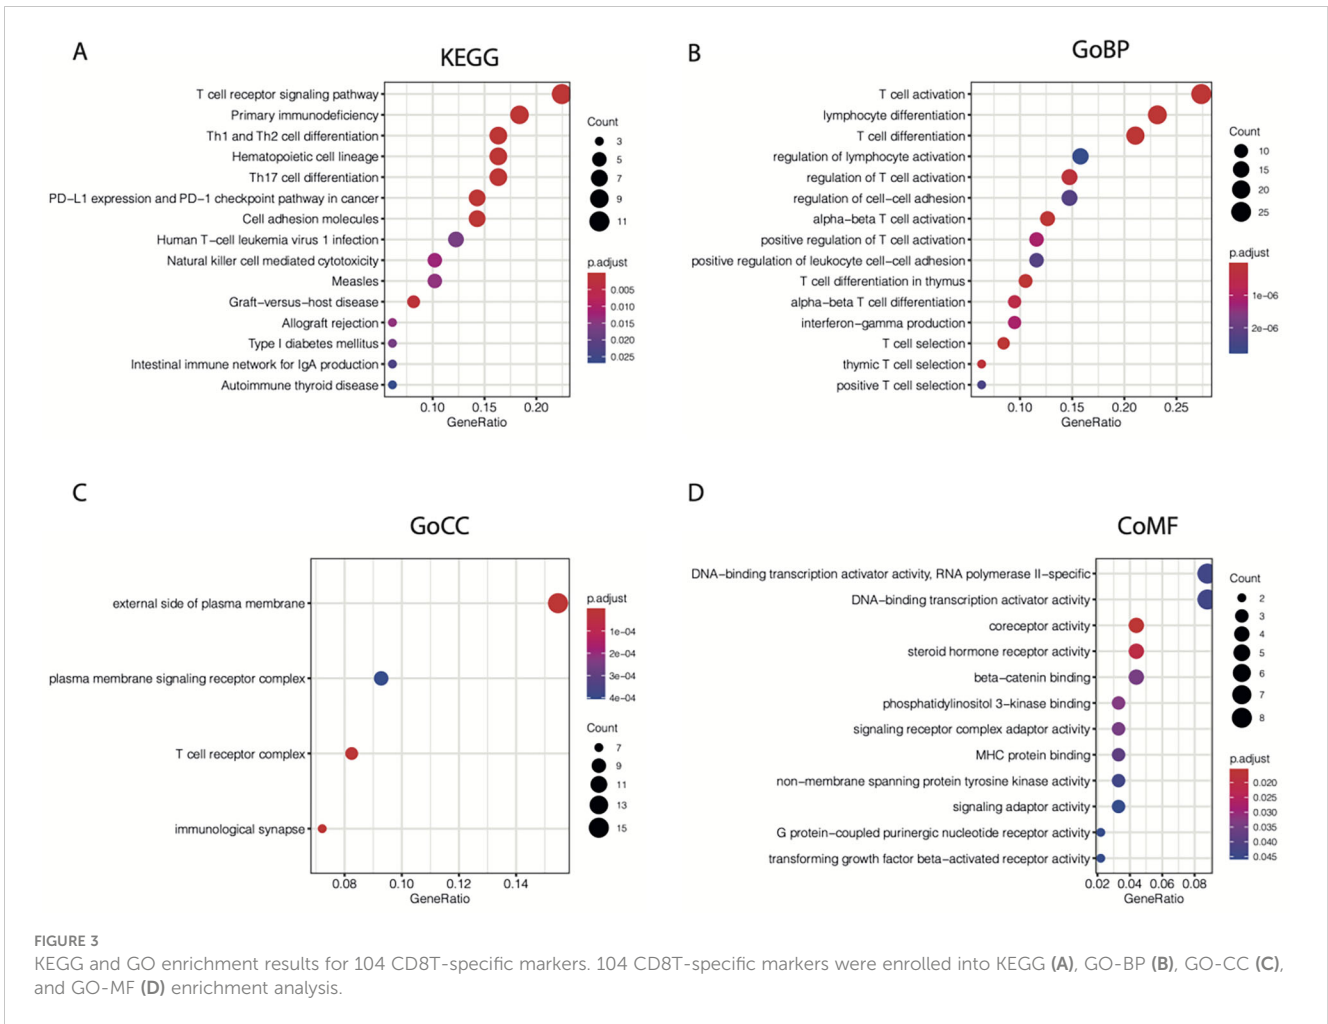 A
KEGG
T cell receptor signaling pathway
Primary immunodeficiency
Th1 and Th2 cell differentiation
Hematopoietic cell lineage
Th17 cell differentiation
PD−L1 expression and PD−1 checkpoint pathway in cancer
Cell adhesion molecules
Human T−cell leukemia virus 1 infection
Natural killer cell mediated cytotoxicity
Measles
Graft−versus−host disease
Allograft rejection
Type I diabetes mellitus
Intestinal immune network for IgA production
Autoimmune thyroid disease
0.10 0.15 0.20
GeneRatio
Count
3
5
7
9
11
p.adjust
0.005
0.010
0.015
0.020
0.025
B
GoBP
T cell activation
lymphocyte differentiation
T cell differentiation
regulation of lymphocyte activation
regulation of T cell activation
regulation of cell−cell adhesion
alpha−beta T cell activation
positive regulation of T cell activation
positive regulation of leukocyte cell−cell adhesion
T cell differentiation in thymus
alpha−beta T cell differentiation
interferon−gamma production
T cell selection
thymic T cell selection
positive T cell selection
0.10 0.15 0.20 0.25
GeneRatio
Count
10
15
20
25
p.adjust
1e−06
2e−06
C
GoCC
external side of plasma membrane
plasma membrane signaling receptor complex
T cell receptor complex
immunological synapse
0.08 0.10 0.12 0.14
GeneRatio
p.adjust
1e−04
2e−04
3e−04
4e−04
Count
7
9
11
13
15
D
CoMF
DNA−binding transcription activator activity, RNA polymerase II−specific
DNA−binding transcription activator activity
coreceptor activity
steroid hormone receptor activity
beta−catenin binding
phosphatidylinositol 3−kinase binding
signaling receptor complex adaptor activity
MHC protein binding
non−membrane spanning protein tyrosine kinase activity
signaling adaptor activity
G protein−coupled purinergic nucleotide receptor activity
transforming growth factor beta−activated receptor activity
0.02 0.04 0.06 0.08
GeneRatio
Count
2
3
4
5
6
7
8
p.adjust
0.020
0.025
0.030
0.035
0.040
0.045
FIGURE 3
KEGG and GO enrichment results for 104 CD8T-specific markers. 104 CD8T-specific markers were enrolled into KEGG (A), GO-BP (B), GO-CC (C),
and GO-MF (D) enrichment analysis.